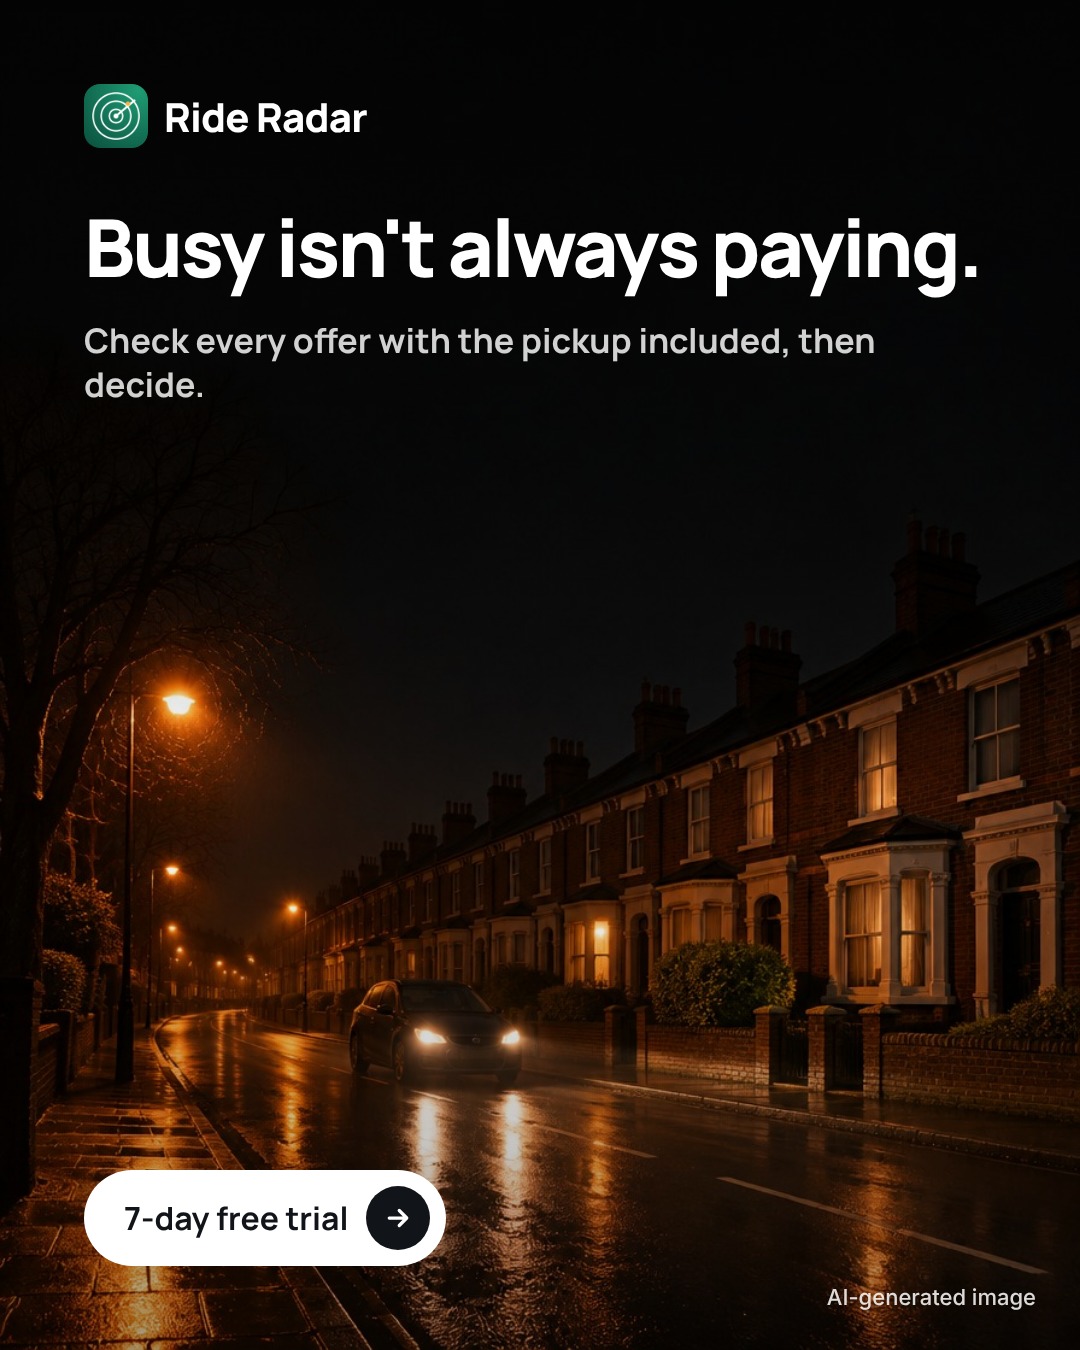 Ride Radar
Busy isn't always paying.
Check every offer with the pickup included, then
decide.
7-day free trial
AI-generated image